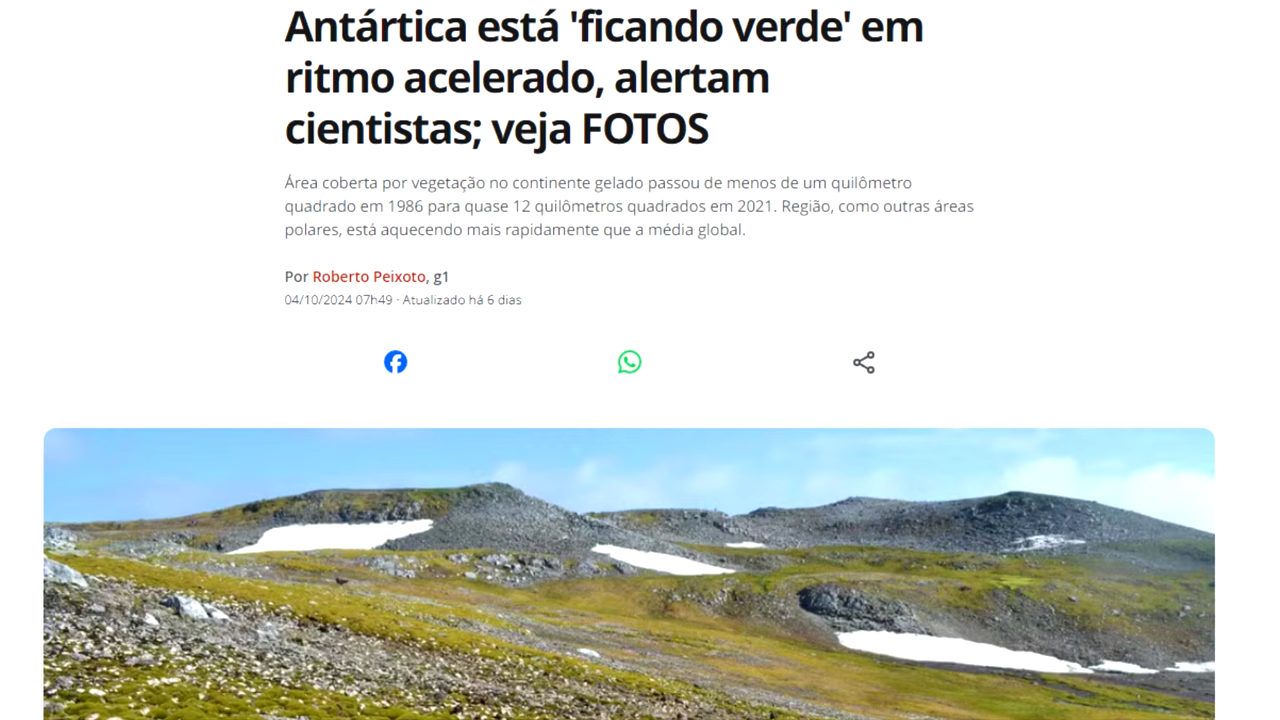 Antártica está 'ficando verde' em
ritmo acelerado, alertam
cientistas; veja FOTOS
Área coberta por vegetação no continente gelado passou de menos de um quilômetro
quadrado em 1986 para quase 12 quilômetros quadrados em 2021. Região, como outras áreas
polares, está aquecendo mais rapidamente que a média global.
Por Roberto Peixoto, g1
04/10/2024 07h49 · Atualizado há 6 dias